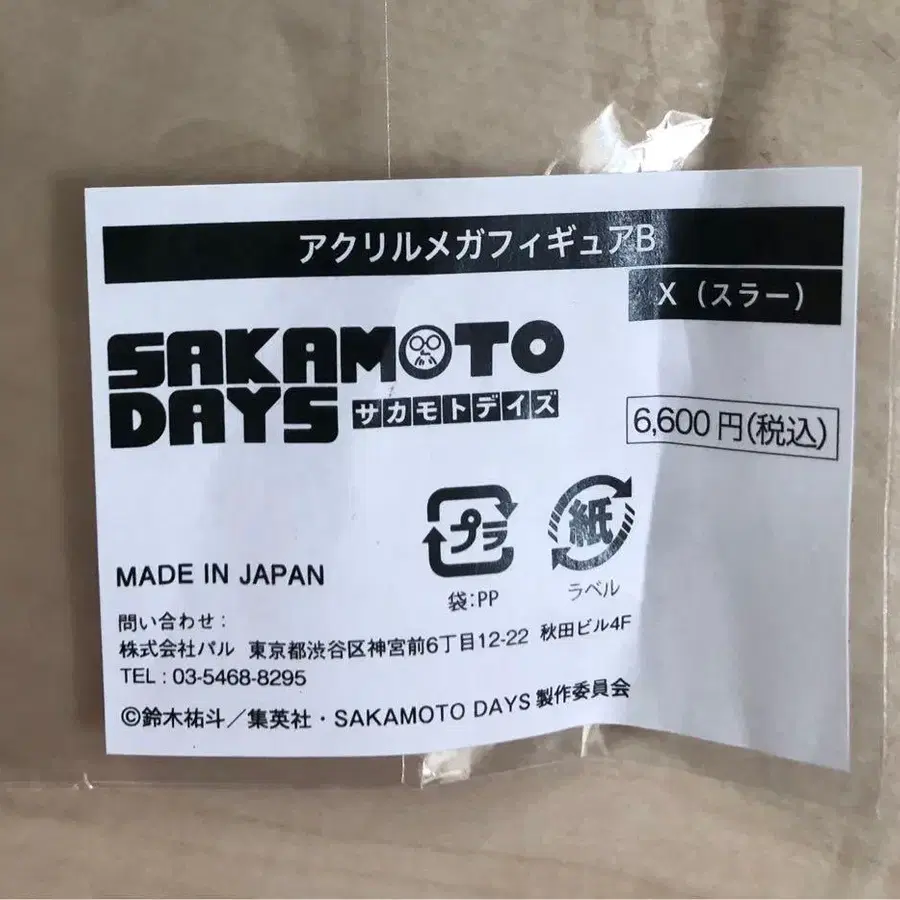 アクリルメガフィギュアB
X（スラー）
SAKAMOTO
DAYS サカモトデイズ
6,600円(税込)
プラ
紙
袋:PP
ラベル
MADE IN JAPAN
問い合わせ：
株式会社パル 東京都渋谷区神宮前6丁目12-22 秋田ビル4F
TEL : 03-5468-8295
©鈴木祐斗／集英社・SAKAMOTO DAYS 製作委員会